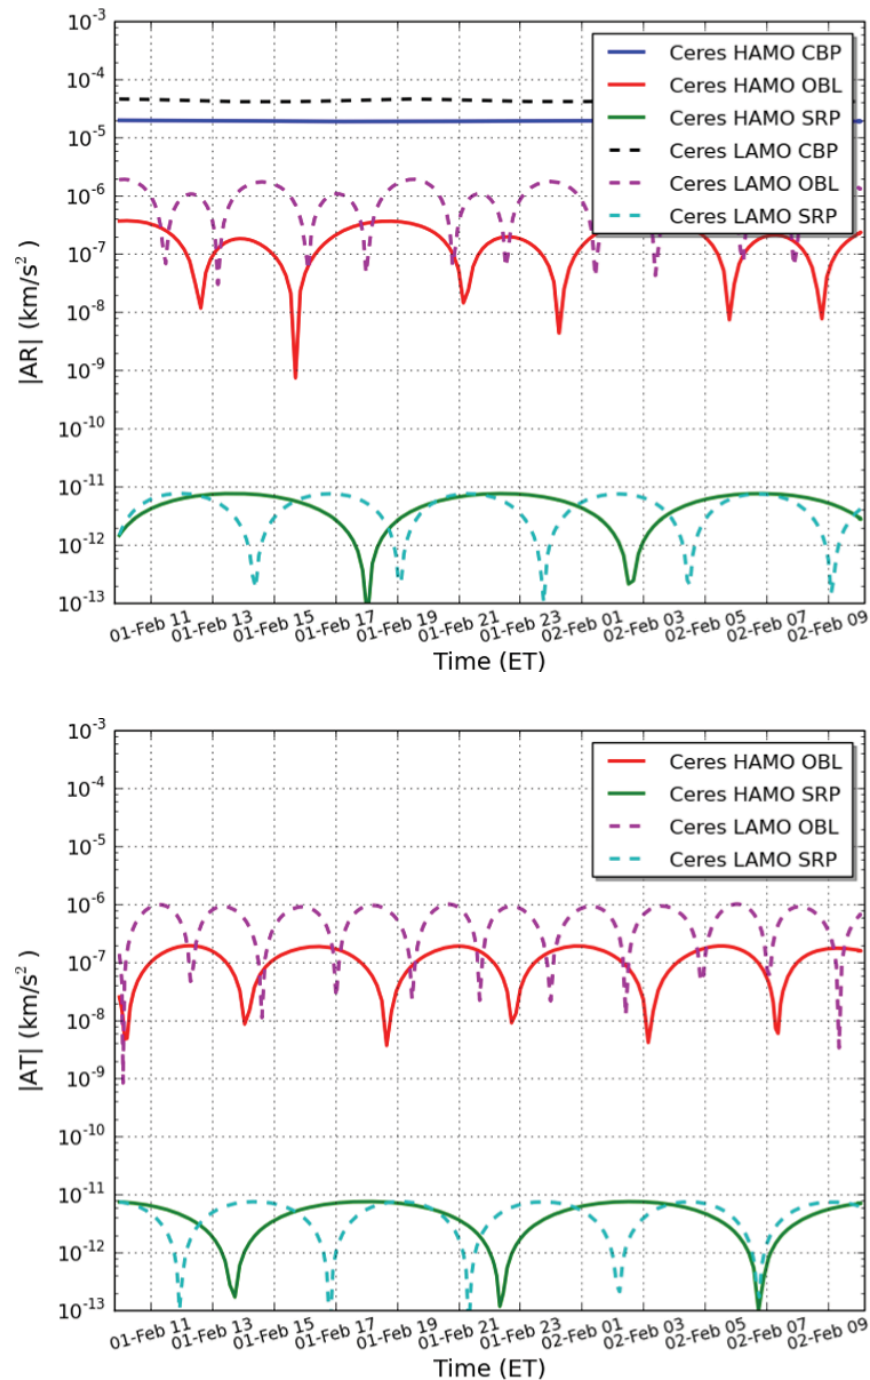 10⁻³
10⁻⁴
10⁻⁵
10⁻⁶
10⁻⁷
10⁻⁸
10⁻⁹
10⁻¹⁰
10⁻¹¹
10⁻¹²
10⁻¹³
|AR| (km/s²)
Ceres HAMO CBP
Ceres HAMO OBL
Ceres HAMO SRP
Ceres LAMO CBP
Ceres LAMO OBL
Ceres LAMO SRP
01-Feb 11
01-Feb 13
01-Feb 15
01-Feb 17
01-Feb 19
01-Feb 21
01-Feb 23
02-Feb 01
02-Feb 03
02-Feb 05
02-Feb 07
02-Feb 09
Time (ET)
10⁻³
10⁻⁴
10⁻⁵
10⁻⁶
10⁻⁷
10⁻⁸
10⁻⁹
10⁻¹⁰
10⁻¹¹
10⁻¹²
10⁻¹³
|AT| (km/s²)
Ceres HAMO OBL
Ceres HAMO SRP
Ceres LAMO OBL
Ceres LAMO SRP
01-Feb 11
01-Feb 13
01-Feb 15
01-Feb 17
01-Feb 19
01-Feb 21
01-Feb 23
02-Feb 01
02-Feb 03
02-Feb 05
02-Feb 07
02-Feb 09
Time (ET)